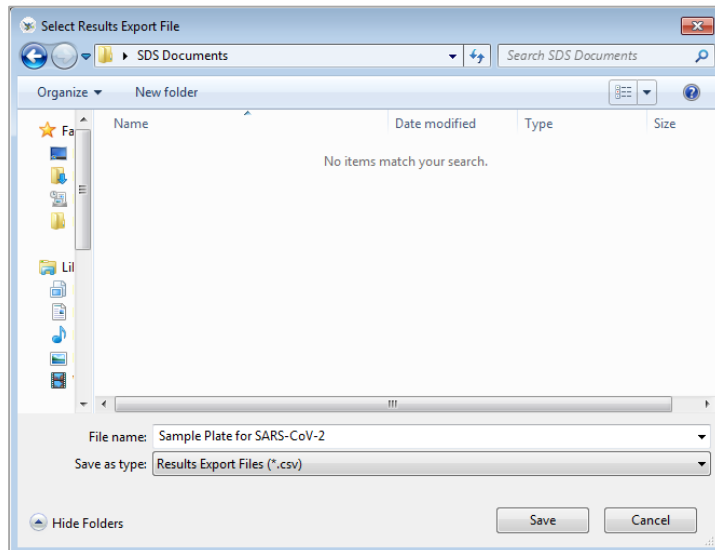 Select Results Export File
SDS Documents
Search SDS Documents
Organize
New folder
Name
Date modified
Type
Size
No items match your search.
Fa
Lil
File name: Sample Plate for SARS-CoV-2
Save as type: Results Export Files (*.csv)
Hide Folders
Save
Cancel